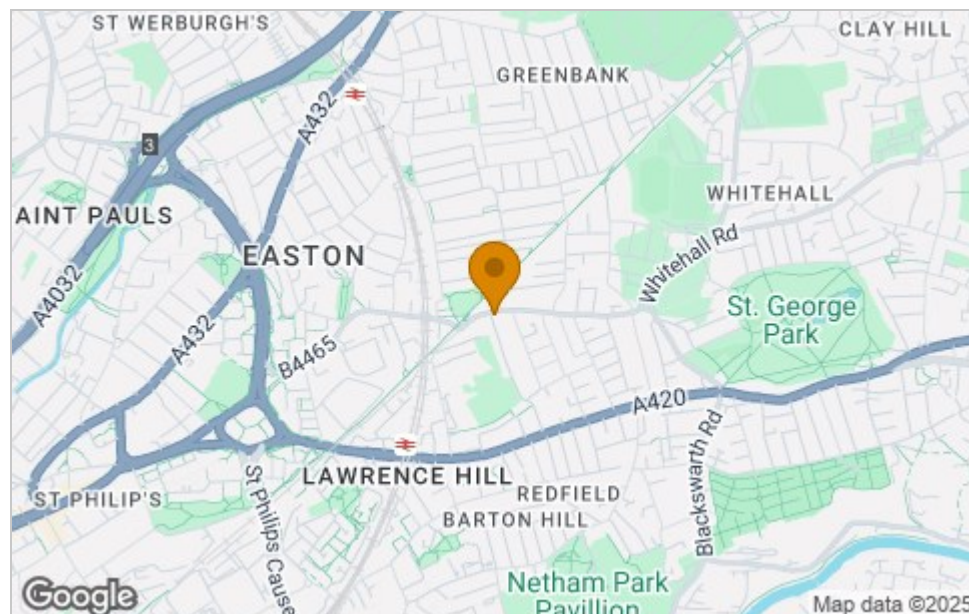 ST WERBURGH'S
CLAY HILL
GREENBANK
A432
3
WHITEHALL
AINT PAULS
EASTON
Whitehall Rd
A4032
St. George
Park
A432
B4465
A420
LAWRENCE HILL
Blackswarth Rd
ST PHILIP'S
REDFIELD
BARTON HILL
St Philips Cause
Netham Park
Pavillion
Google
Map data ©2025